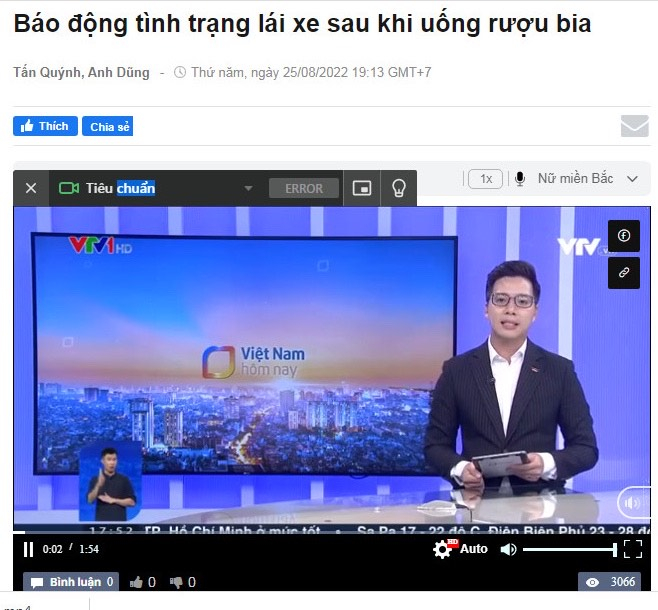 Báo động tình trạng lái xe sau khi uống rượu bia
Tấn Quýnh, Anh Dũng - Thứ năm, ngày 25/08/2022 19:13 GMT+7
Thích Chia sẻ
Tiêu chuẩn ERROR 1x Nữ miền Bắc
VTV1 HD
VTV
Việt Nam
hôm nay
17:52 TP. Hồ Chí Minh ở mức tốt • Sa Pa 17 - 22 độ C, Điện Biên Phủ 23 - 28
0:02 / 1:54 HD Auto
Bình luận 0 0 0 3066